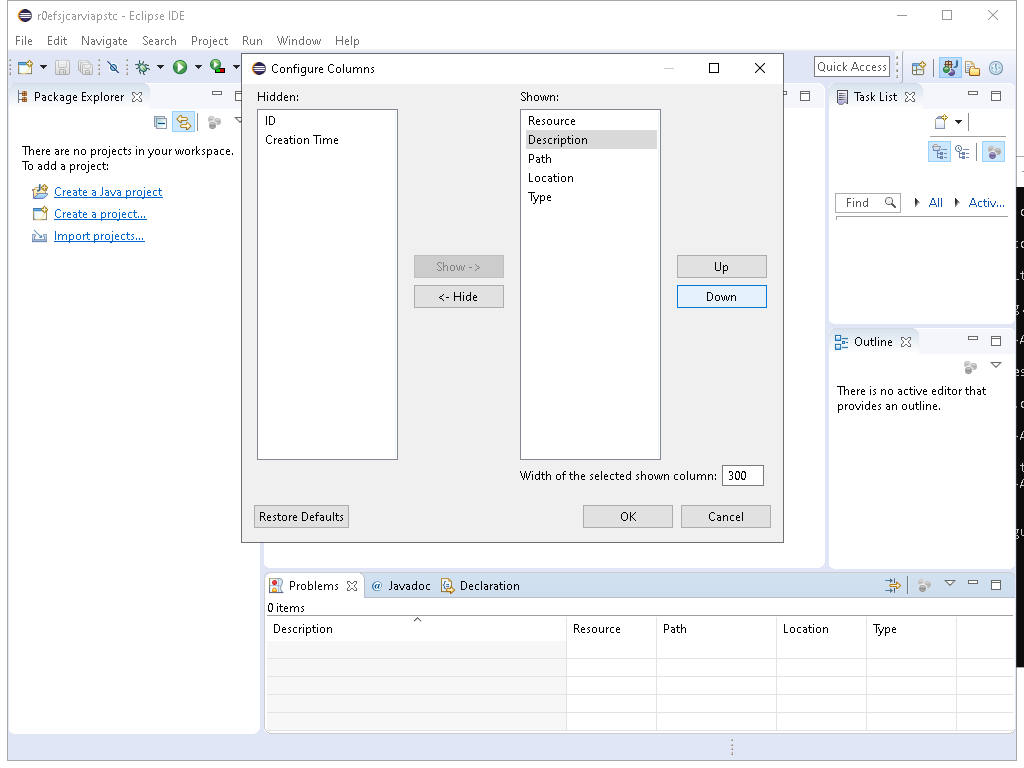 r0efsjcarviapstc - Eclipse IDE
File Edit Navigate Search Project Run Window Help
Quick Access
Package Explorer
There are no projects in your workspace.
To add a project:
Create a Java project
Create a project...
Import projects...
Configure Columns
Hidden:
ID
Creation Time
Show ->
<- Hide
Shown:
Resource
Description
Path
Location
Type
Up
Down
Width of the selected shown column: 300
Restore Defaults
OK
Cancel
Task List
Find
All
Activ...
Outline
There is no active editor that
provides an outline.
Problems
@ Javadoc
Declaration
0 items
Description Resource Path Location Type